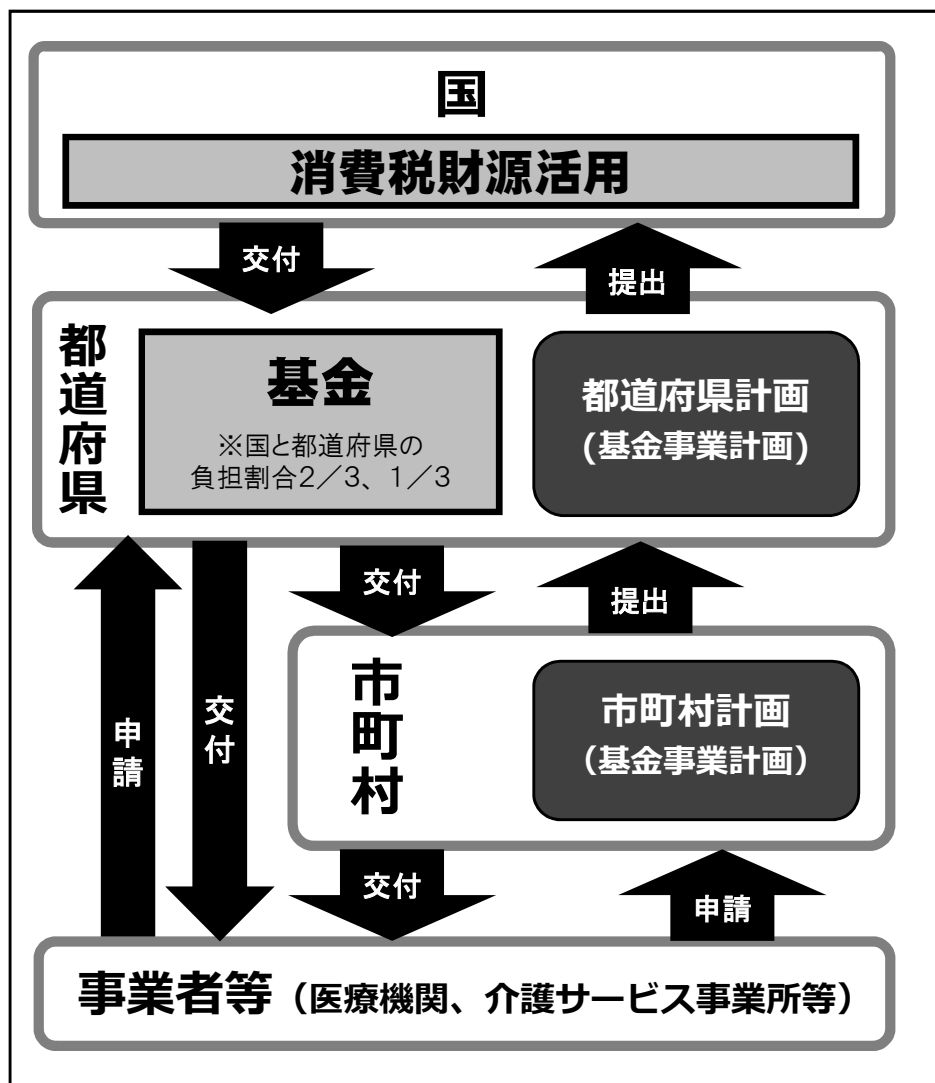 国
消費税財源活用
交付
提出
都道府県
基金
※国と都道府県の
負担割合2／3、1／3
都道府県計画
(基金事業計画)
交付
提出
申請
交付
市町村
市町村計画
（基金事業計画）
交付
申請
事業者等（医療機関、介護サービス事業所等）